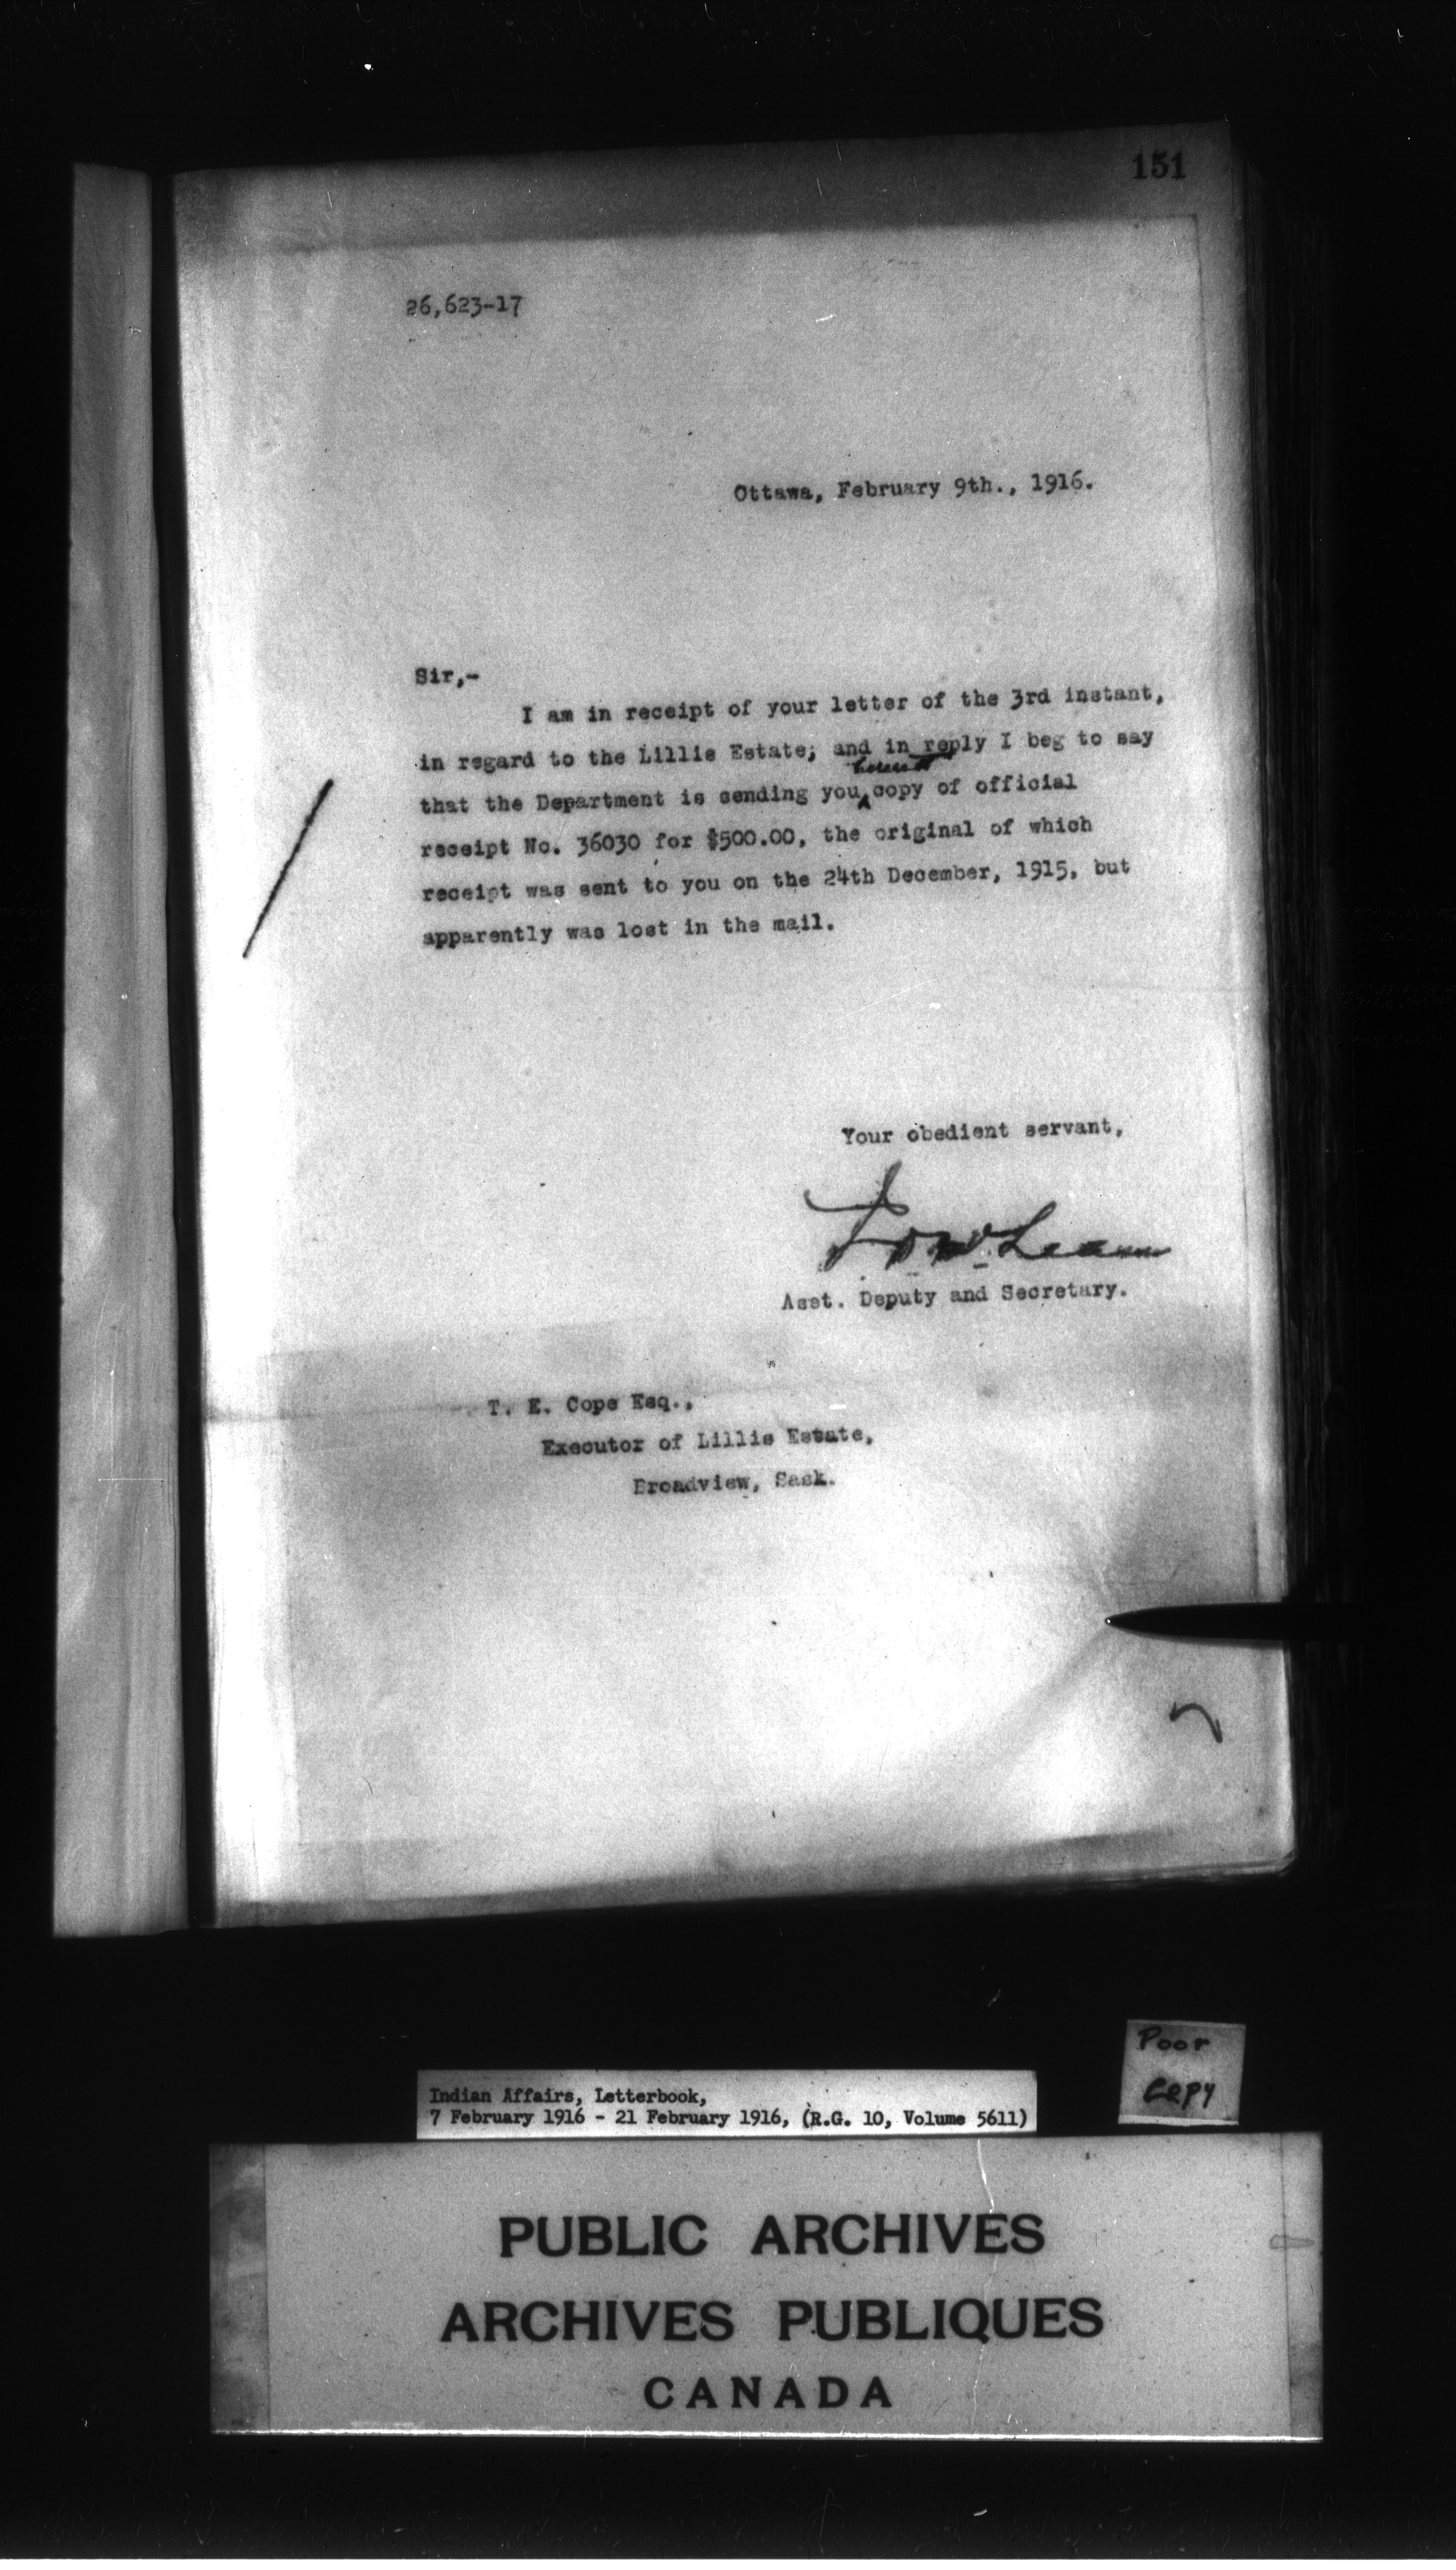 151
26,623-17
Ottawa, February 9th., 1916.
Sir,-
I am in receipt of your letter of the 3rd instant,
in regard to the Lillie Estate; and in reply I beg to say
herewith
that the Department is sending you copy of official
receipt No. 36030 for $500.00, the original of which
receipt was sent to you on the 24th December, 1915, but
apparently was lost in the mail.
Your obedient servant,
Asst. Deputy and Secretary.
T. E. Cope Esq.,
Executor of Lillie Estate,
Broadview, Sask.
Poor
Copy
Indian Affairs, Letterbook,
7 February 1916 - 21 February 1916, (R.G. 10, Volume 5611)
PUBLIC ARCHIVES
ARCHIVES PUBLIQUES
CANADA